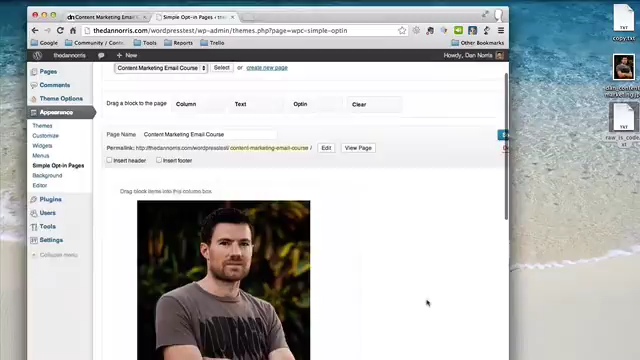 Content Marketing Email C
Simple Opt-in Pages ‹ the
thedannorris.com/wordpresstest/wp-admin/themes.php?page=wpc-simple-optin
Google
Community / Cont
Tools
Reports
Trello
Other Bookmarks
thedannorris
+ New
Howdy, Dan Norris
Pages
Comments
Theme Options
Appearance
Themes
Customize
Widgets
Menus
Simple Opt-in Pages
Background
Editor
Plugins
Users
Tools
Settings
Collapse menu
Content Marketing Email Course
Select
or
create new page
Drag a block to the page
Column
Text
Optin
Clear
Page Name
Content Marketing Email Course
Permalink: http://thedannorris.com/wordpresstest/content-marketing-email-course /
Edit
View Page
Insert header
Insert footer
Drag block items into this column box.
copy.txt